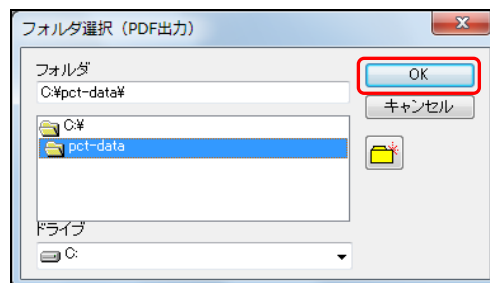 フォルダ選択（PDF出力）
フォルダ
C:¥pct-data¥
OK
キャンセル
C:¥
pct-data
ドライブ
C: